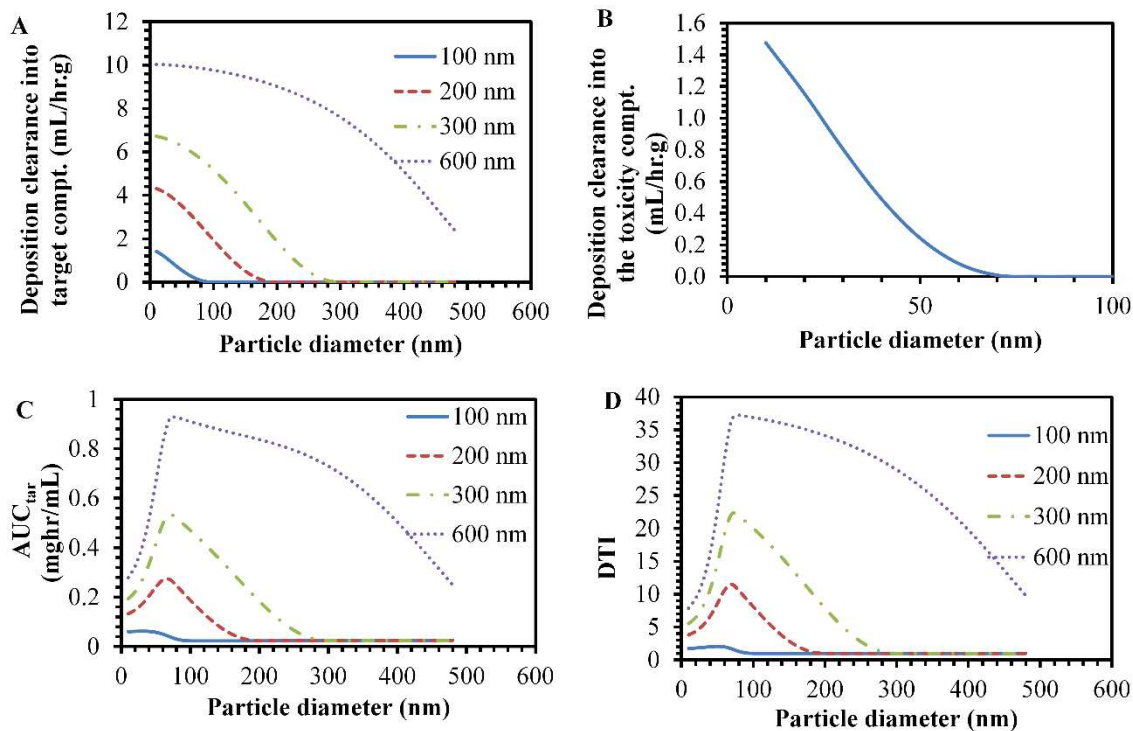 A
Deposition clearance into
target compt. (mL/hr.g)
12
10
8
6
4
2
0
0 100 200 300 400 500 600
Particle diameter (nm)
100 nm
200 nm
300 nm
600 nm
B
Deposition clearance into
the toxicity compt.
(mL/hr.g)
1.6
1.4
1.2
1.0
0.8
0.6
0.4
0.2
0.0
0 50 100
Particle diameter (nm)
C
AUCtar
(mghr/mL)
1
0.8
0.6
0.4
0.2
0
0 100 200 300 400 500 600
Particle diameter (nm)
100 nm
200 nm
300 nm
600 nm
D
DTI
40
35
30
25
20
15
10
5
0
0 100 200 300 400 500 600
Particle diameter (nm)
100 nm
200 nm
300 nm
600 nm